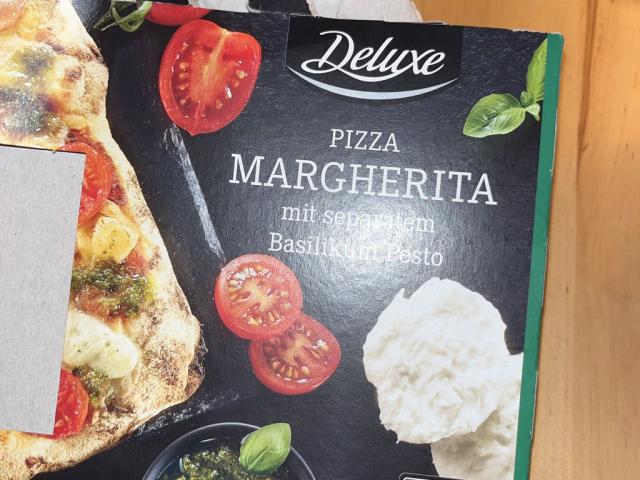 Deluxe
PIZZA
MARGHERITA
mit separatem
Basilikum Pesto